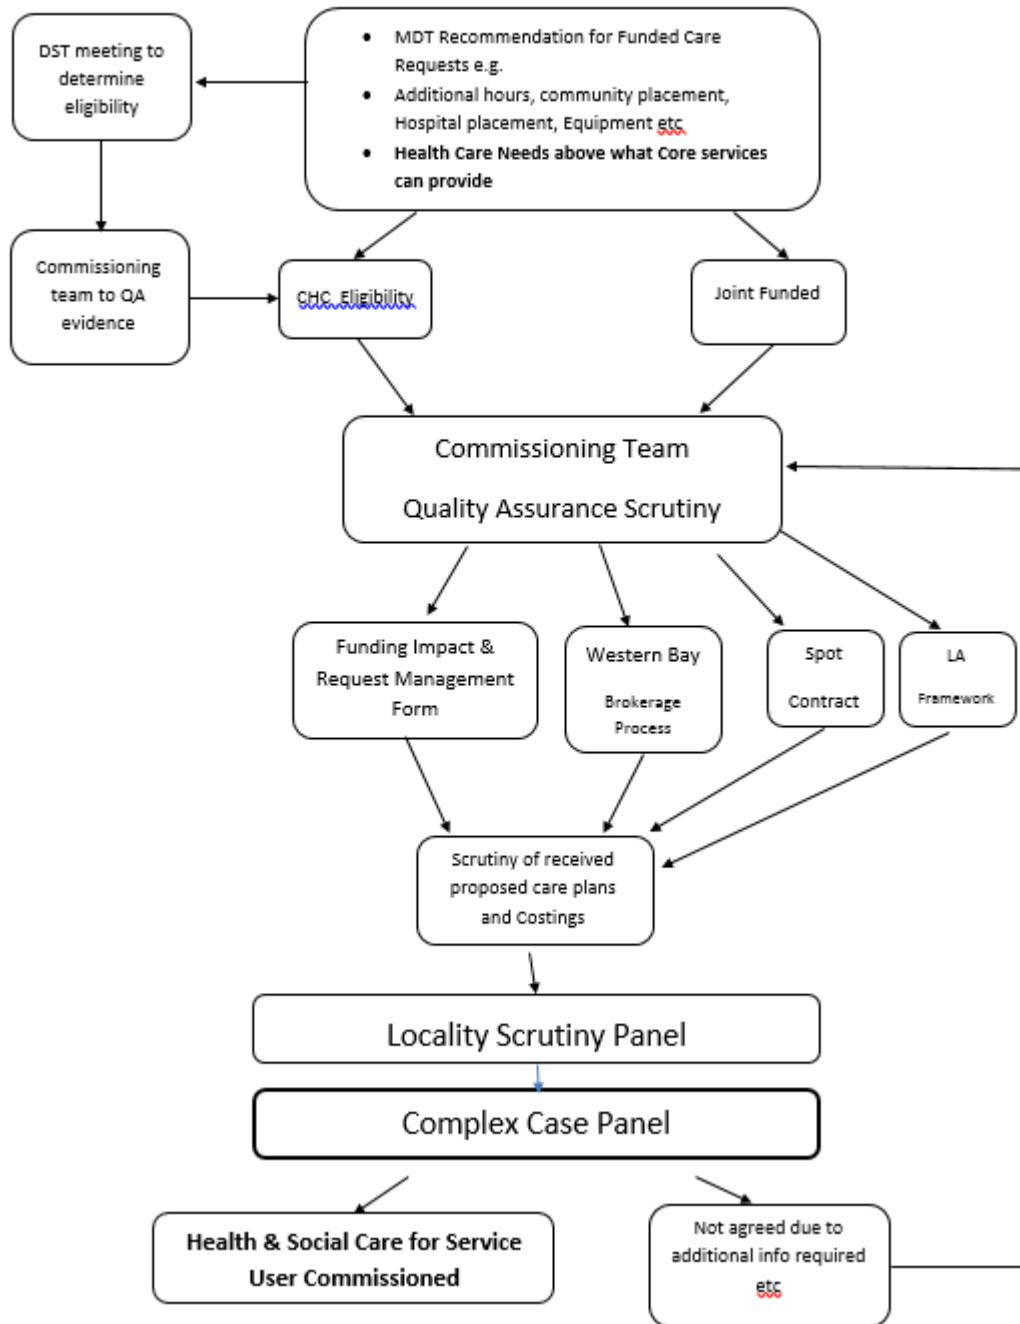 DST meeting to
determine
eligibility
• MDT Recommendation for Funded Care
Requests e.g.
• Additional hours, community placement,
Hospital placement, Equipment etc
• Health Care Needs above what Core services
can provide
Commissioning
team to QA
evidence
CHC Eligibility
Joint Funded
Commissioning Team
Quality Assurance Scrutiny
Funding Impact &
Request Management
Form
Western Bay
Brokerage
Process
Spot
Contract
LA
Framework
Scrutiny of received
proposed care plans
and Costings
Locality Scrutiny Panel
Complex Case Panel
Health & Social Care for Service
User Commissioned
Not agreed due to
additional info required
etc